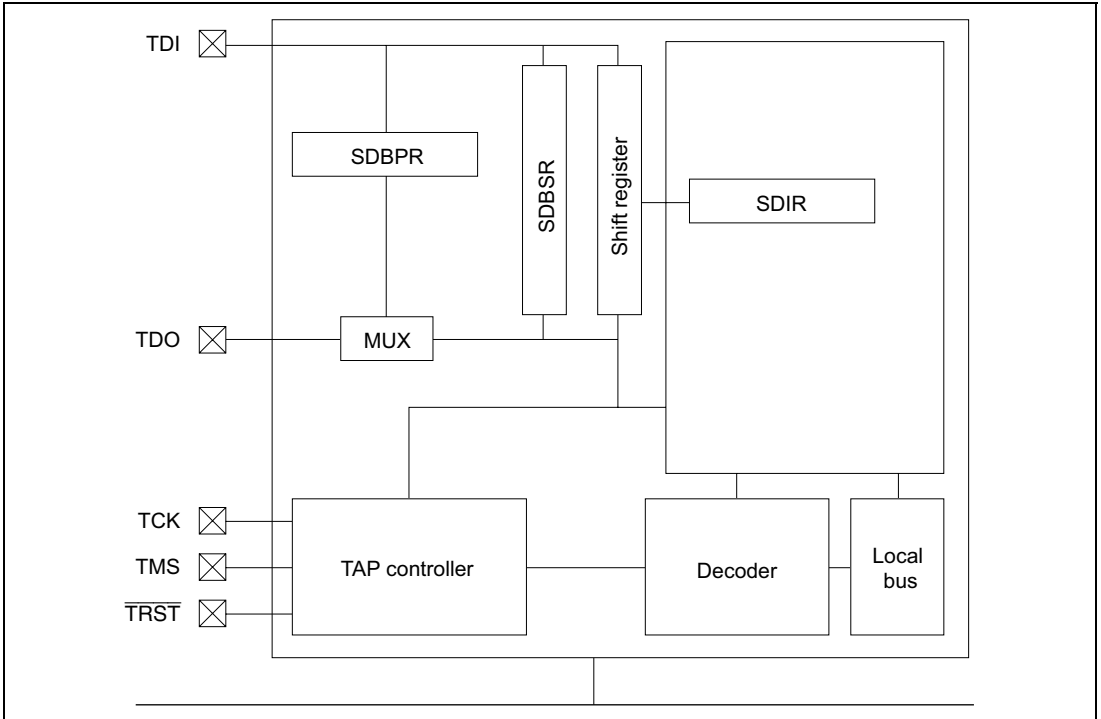 TDI
SDBPR
SDBSR
Shift register
SDIR
TDO
MUX
TCK
TMS
TRST
TAP controller
Decoder
Local
bus